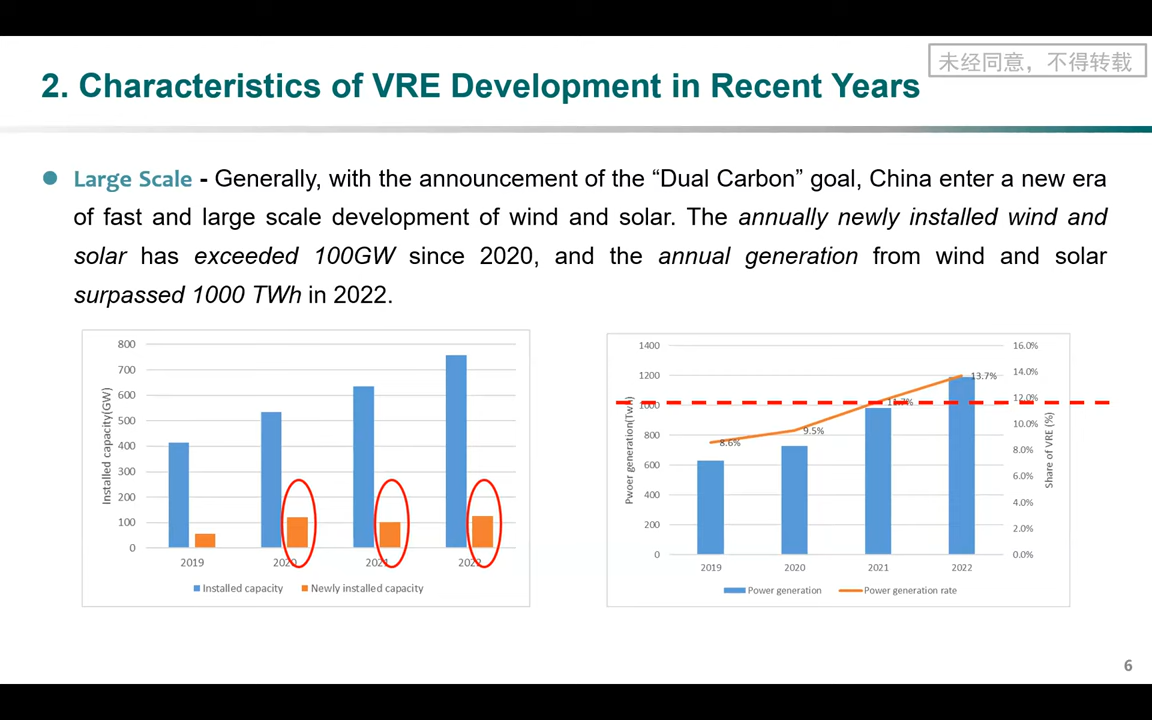 未经同意，不得转载
2. Characteristics of VRE Development in Recent Years
Large Scale - Generally, with the announcement of the “Dual Carbon” goal, China enter a new era
of fast and large scale development of wind and solar. The annually newly installed wind and
solar has exceeded 100GW since 2020, and the annual generation from wind and solar
surpassed 1000 TWh in 2022.
Installed capacity(GW)
800
700
600
500
400
300
200
100
0
2019 2020 2021 2022
Installed capacity Newly installed capacity
Pwoer generation(Twh)
1400
1200
1000
800
600
400
200
0
8.6%
9.5%
11.7%
13.7%
16.0%
14.0%
12.0%
10.0%
8.0%
6.0%
4.0%
2.0%
0.0%
Share of VRE (%)
2019 2020 2021 2022
Power generation Power generation rate
6